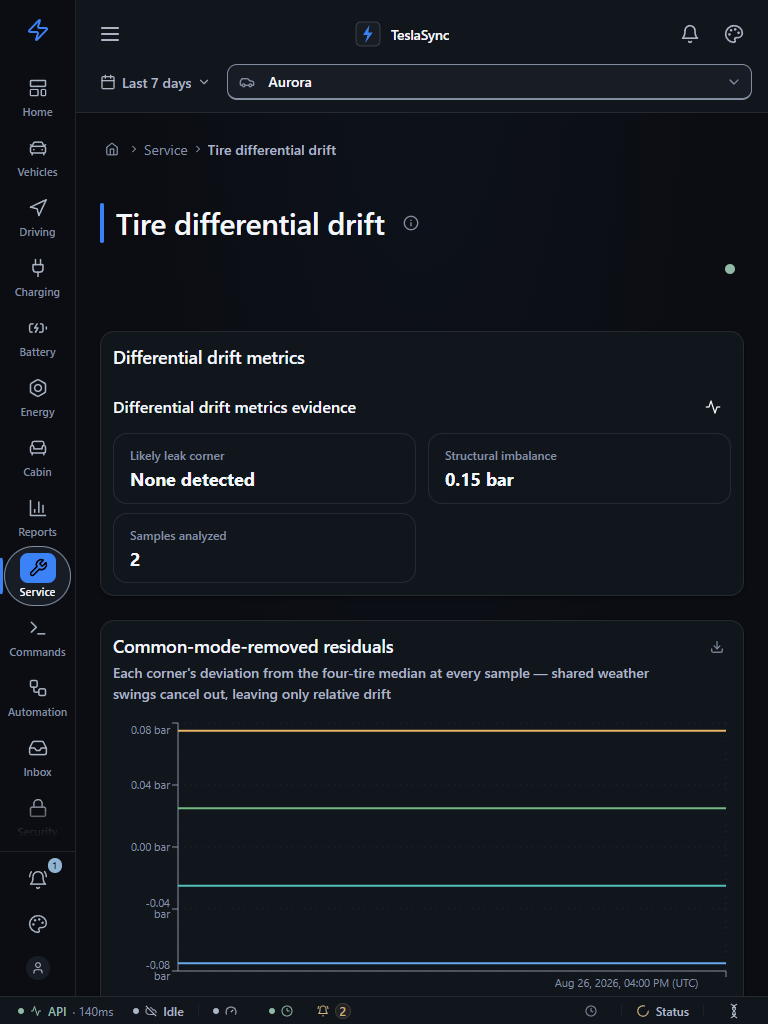 TeslaSync
Last 7 days
Aurora
Home
Vehicles
Driving
Charging
Battery
Energy
Cabin
Reports
Service
Commands
Automation
Inbox
Security
1
Service
Tire differential drift
Tire differential drift
Differential drift metrics
Differential drift metrics evidence
Likely leak corner
None detected
Structural imbalance
0.15 bar
Samples analyzed
2
Common-mode-removed residuals
Each corner's deviation from the four-tire median at every sample — shared weather
swings cancel out, leaving only relative drift
0.08 bar
0.04 bar
0.00 bar
-0.04
bar
-0.08
bar
Aug 26, 2026, 04:00 PM (UTC)
API · 140ms
Idle
2
Status